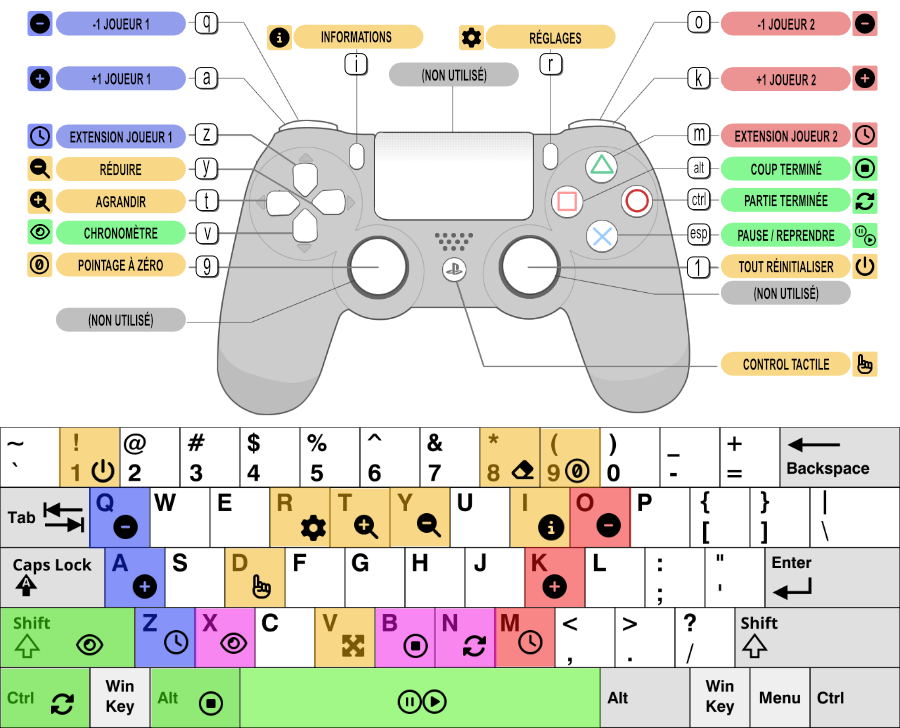 -1 JOUEUR 1
q
INFORMATIONS
i
RÉGLAGES
r
o
-1 JOUEUR 2
(NON UTILISÉ)
+1 JOUEUR 1
a
k
+1 JOUEUR 2
EXTENSION JOUEUR 1
z
m
EXTENSION JOUEUR 2
RÉDUIRE
y
alt
COUP TERMINÉ
AGRANDIR
t
ctrl
PARTIE TERMINÉE
CHRONOMÈTRE
v
esp
PAUSE / REPRENDRE
POINTAGE À ZÉRO
9
1
TOUT RÉINITIALISER
(NON UTILISÉ)
(NON UTILISÉ)
CONTROL TACTILE
~ ! @ # $ % ^ & * ( ) _ +
` 1 2 3 4 5 6 7 8 9 0 - = Backspace
Tab Q W E R T Y U I O P { } |
[ ] \
Caps Lock A S D F G H J K L : " Enter
A ; '
Shift Z X C V B N M < > ? Shift
, . /
Ctrl Win Key Alt Alt Win Key Menu Ctrl